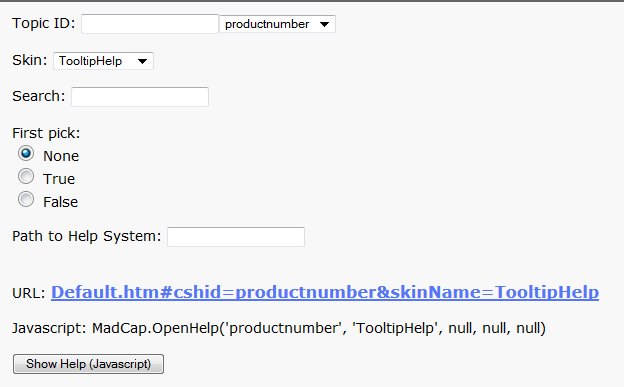 Topic ID: productnumber
Skin: TooltipHelp
Search:
First pick:
None
True
False
Path to Help System:
URL: Default.htm#cshid=productnumber&skinName=TooltipHelp
Javascript: MadCap.OpenHelp('productnumber', 'TooltipHelp', null, null, null)
Show Help (Javascript)